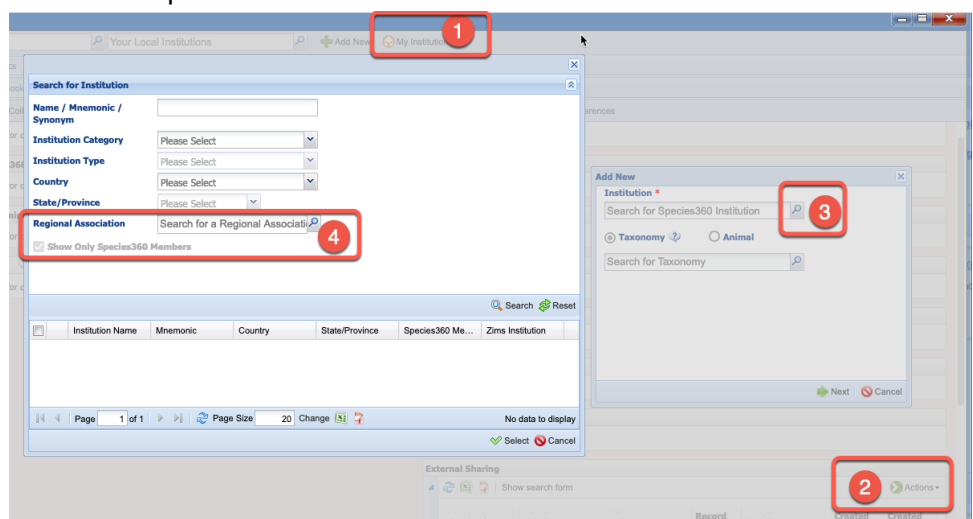 Your Local Institutions
Add New
My Institution
1
Search for Institution
Name / Mnemonic /
Synonym
Institution Category
Please Select
Institution Type
Please Select
Country
Please Select
State/Province
Please Select
Regional Association
Search for a Regional Associati
4
Show Only Species360 Members
Search
Reset
Institution Name Mnemonic Country State/Province Species360 Me... Zims Institution
Page 1 of 1 Page Size 20 Change No data to display
Select Cancel
erences
Add New
Institution *
Search for Species360 Institution
3
Taxonomy Animal
Search for Taxonomy
Next Cancel
External Sharing
Show search form
2
Actions
Record Created Created